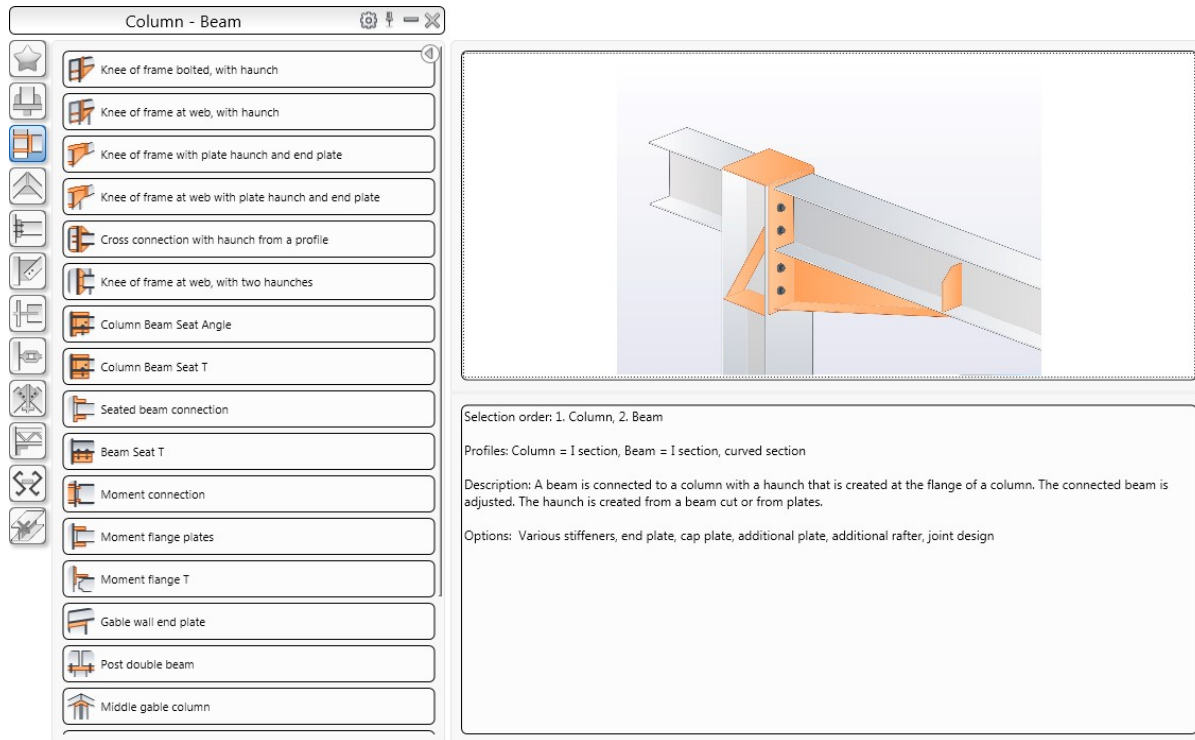 Column - Beam
Knee of frame bolted, with haunch
Knee of frame at web, with haunch
Knee of frame with plate haunch and end plate
Knee of frame at web with plate haunch and end plate
Cross connection with haunch from a profile
Knee of frame at web, with two haunches
Column Beam Seat Angle
Column Beam Seat T
Seated beam connection
Beam Seat T
Moment connection
Moment flange plates
Moment flange T
Gable wall end plate
Post double beam
Middle gable column
Selection order: 1. Column, 2. Beam
Profiles: Column = I section, Beam = I section, curved section
Description: A beam is connected to a column with a haunch that is created at the flange of a column. The connected beam is
adjusted. The haunch is created from a beam cut or from plates.
Options:  Various stiffeners, end plate, cap plate, additional plate, additional rafter, joint design